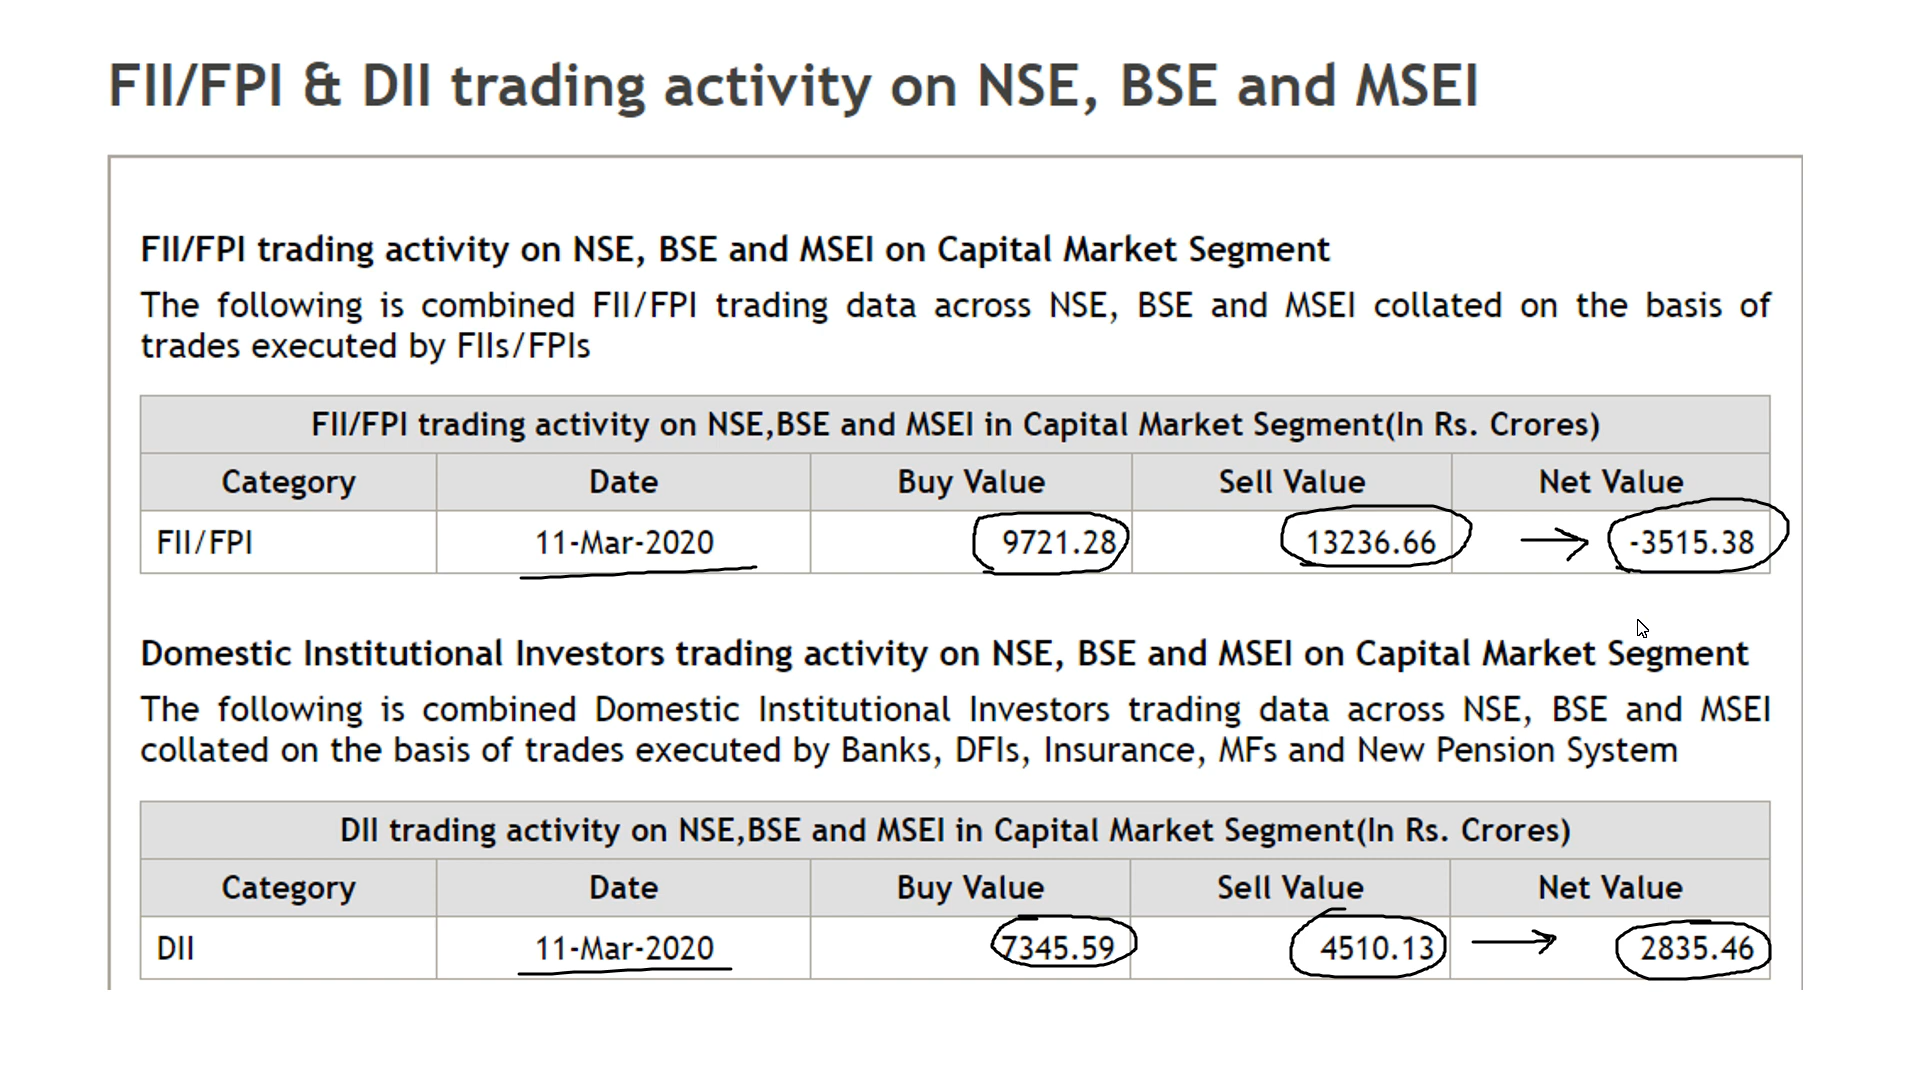 FII/FPI & DII trading activity on NSE, BSE and MSEI
FII/FPI trading activity on NSE, BSE and MSEI on Capital Market Segment
The following is combined FII/FPI trading data across NSE, BSE and MSEI collated on the basis of
trades executed by FIIs/FPIs
FII/FPI trading activity on NSE,BSE and MSEI in Capital Market Segment(In Rs. Crores)
Category Date Buy Value Sell Value Net Value
FII/FPI 11-Mar-2020 9721.28 13236.66 -3515.38
Domestic Institutional Investors trading activity on NSE, BSE and MSEI on Capital Market Segment
The following is combined Domestic Institutional Investors trading data across NSE, BSE and MSEI
collated on the basis of trades executed by Banks, DFIs, Insurance, MFs and New Pension System
DII trading activity on NSE,BSE and MSEI in Capital Market Segment(In Rs. Crores)
Category Date Buy Value Sell Value Net Value
DII 11-Mar-2020 7345.59 4510.13 2835.46